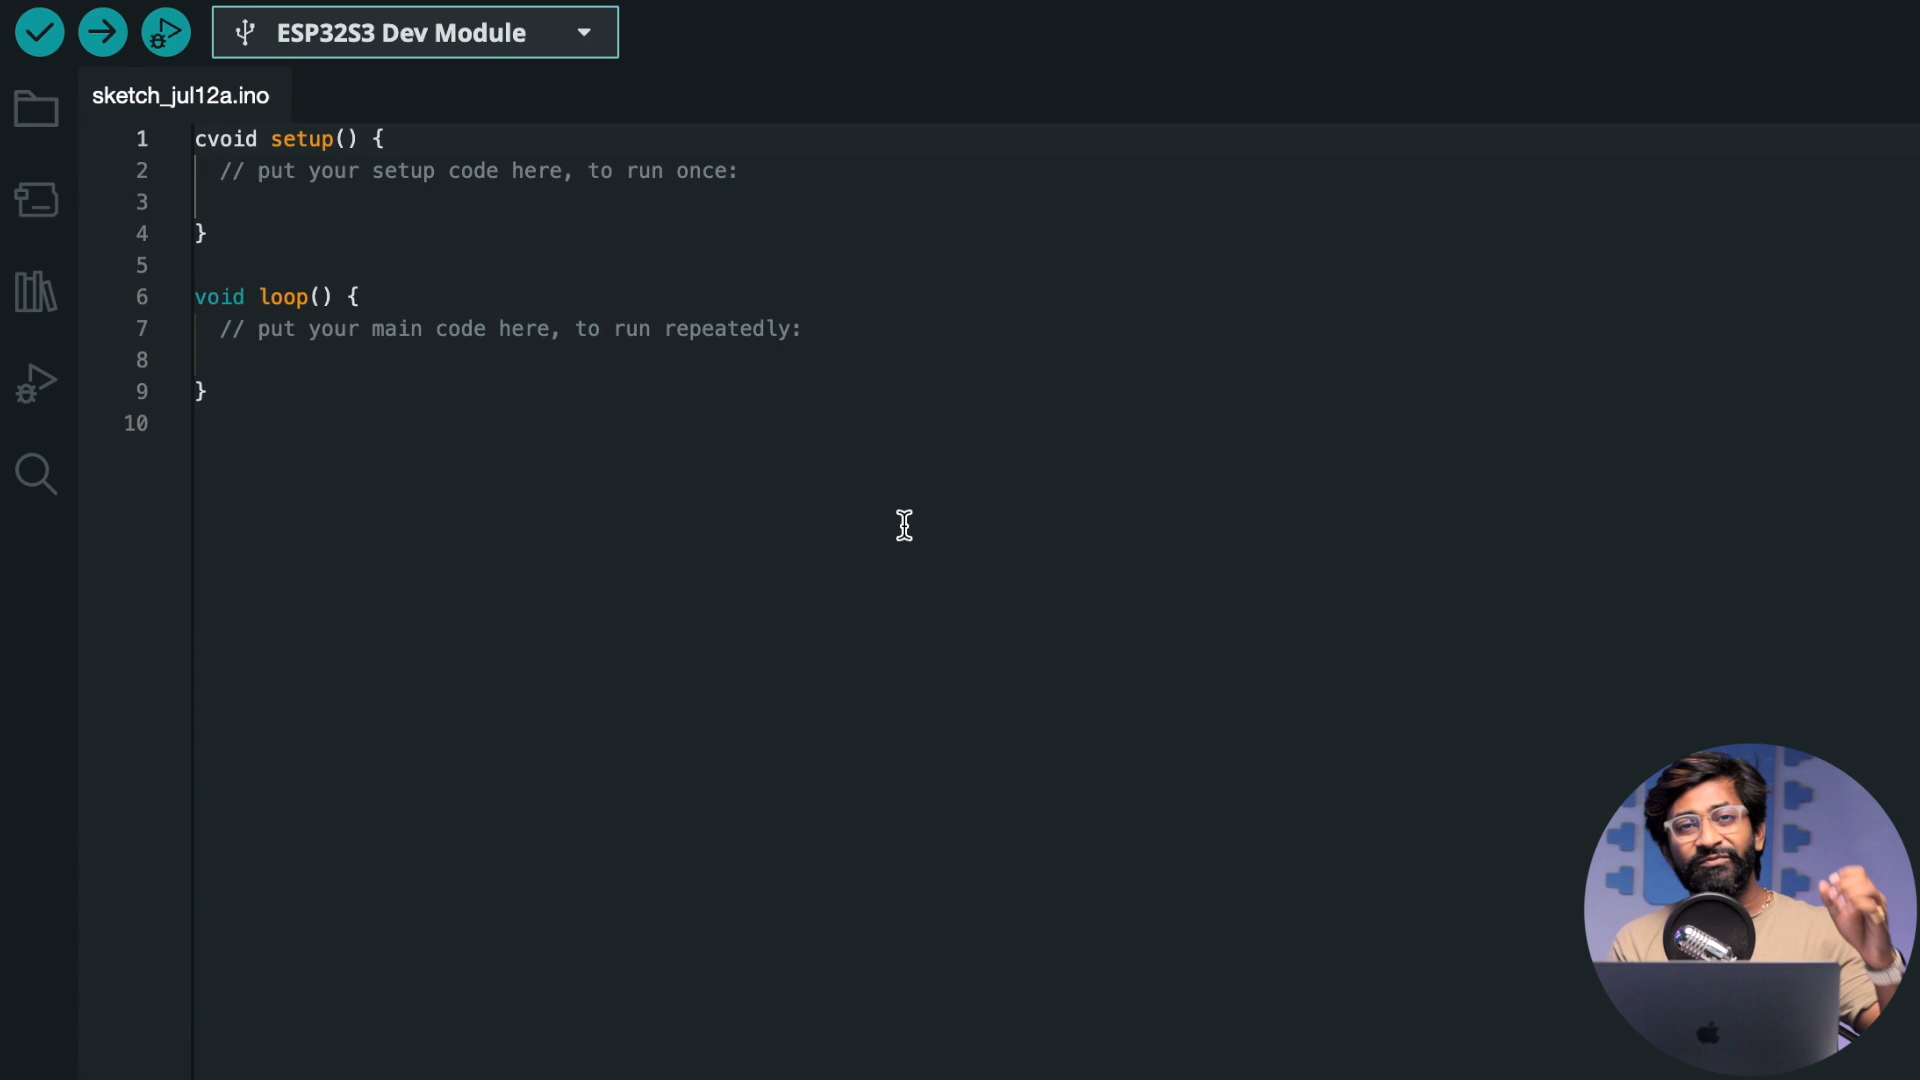 ESP32S3 Dev Module
sketch_jul12a.ino
1 cvoid setup() {
2 // put your setup code here, to run once:
3
4 }
5
6 void loop() {
7 // put your main code here, to run repeatedly:
8
9 }
10